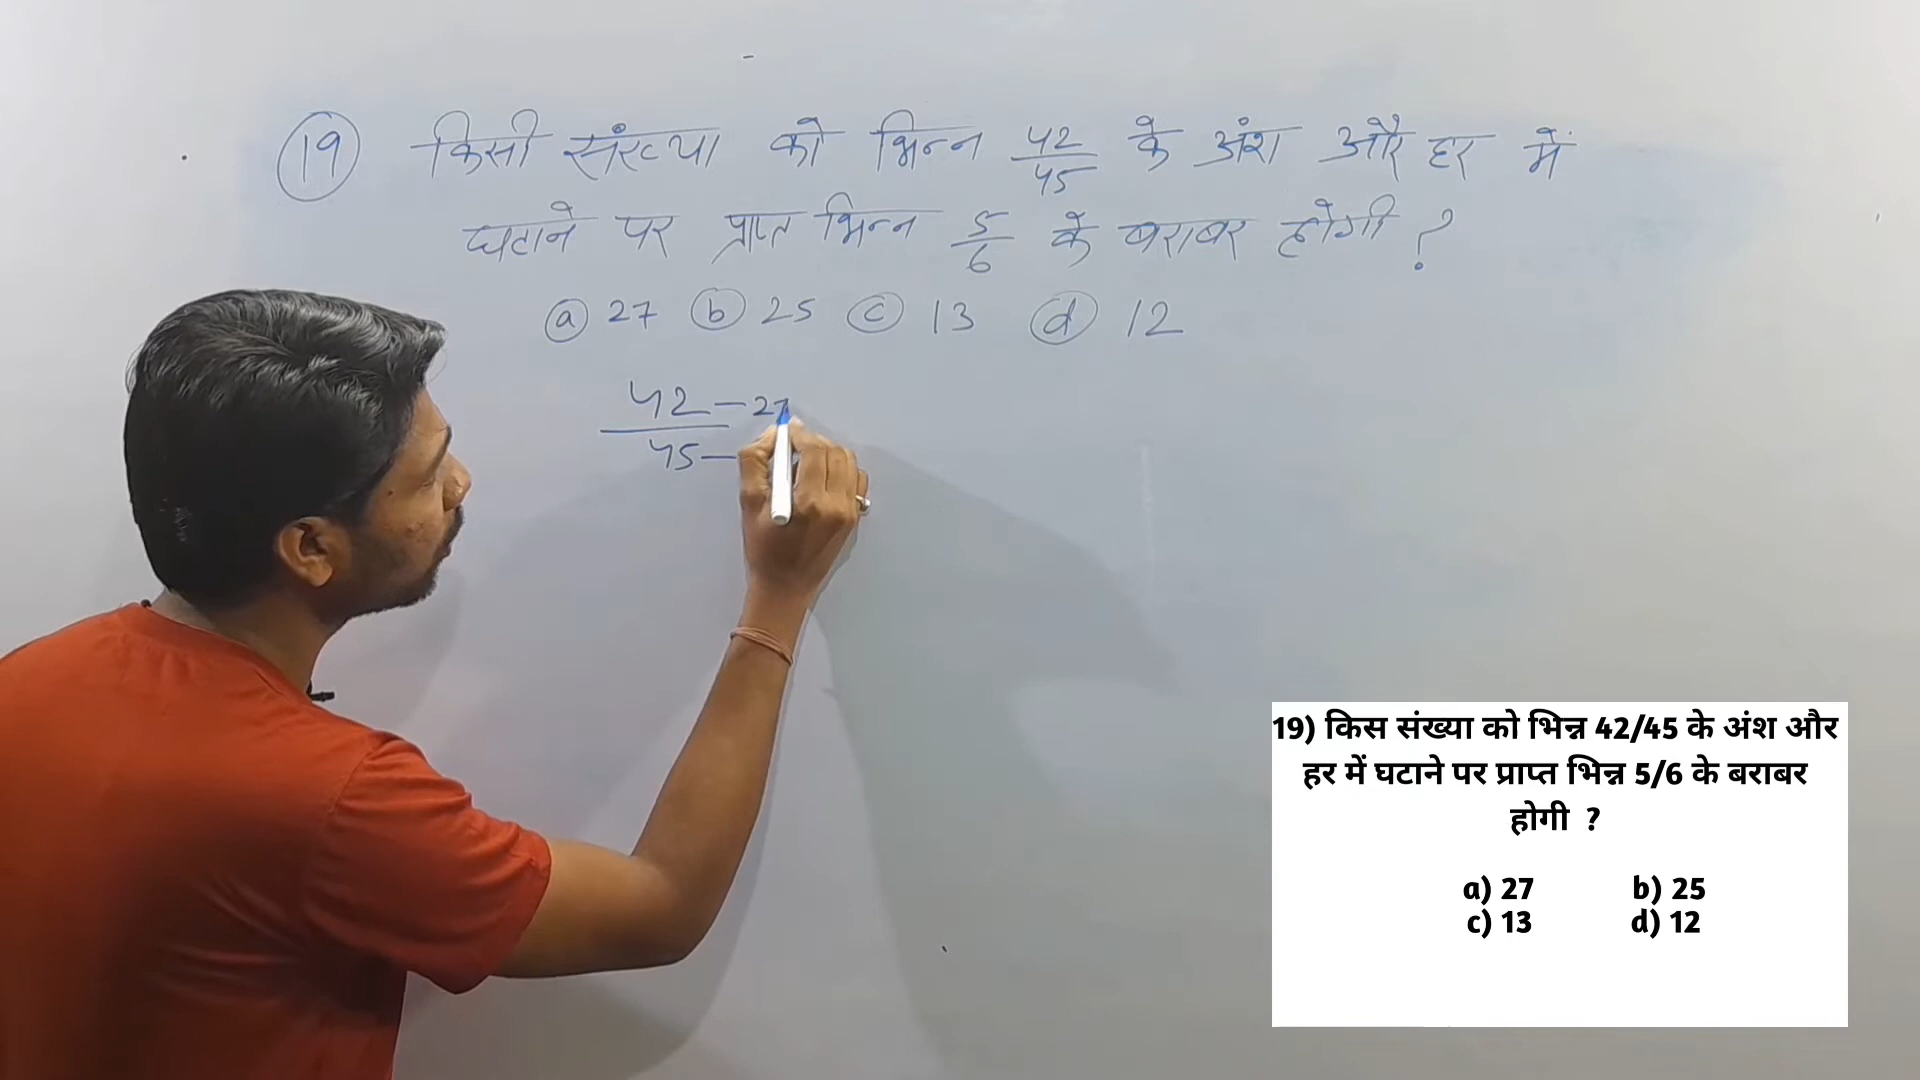 19 किसी संख्या को भिन्न 42/45 के अंश और हर में
घटाने पर प्राप्त भिन्न 5/6 के बराबर होगी ?
a 27 b 25 c 13 d 12
42 - 27
45 -
19) किस संख्या को भिन्न 42/45 के अंश और
हर में घटाने पर प्राप्त भिन्न 5/6 के बराबर
होगी ?
a) 27 b) 25
c) 13 d) 12